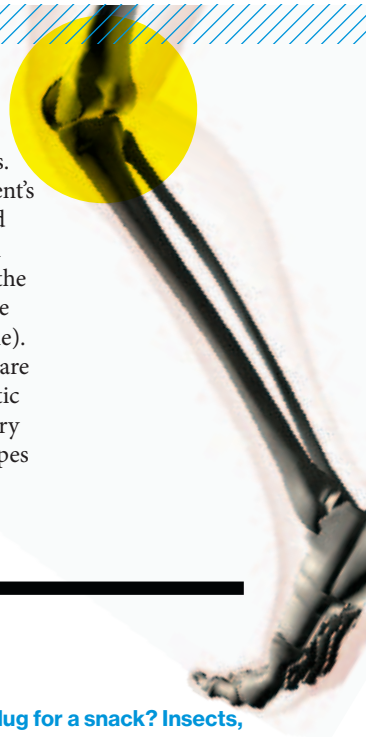 s.
ent's
d
the
e
e).
are
tic
ry
pes
lug for a snack? Insects,